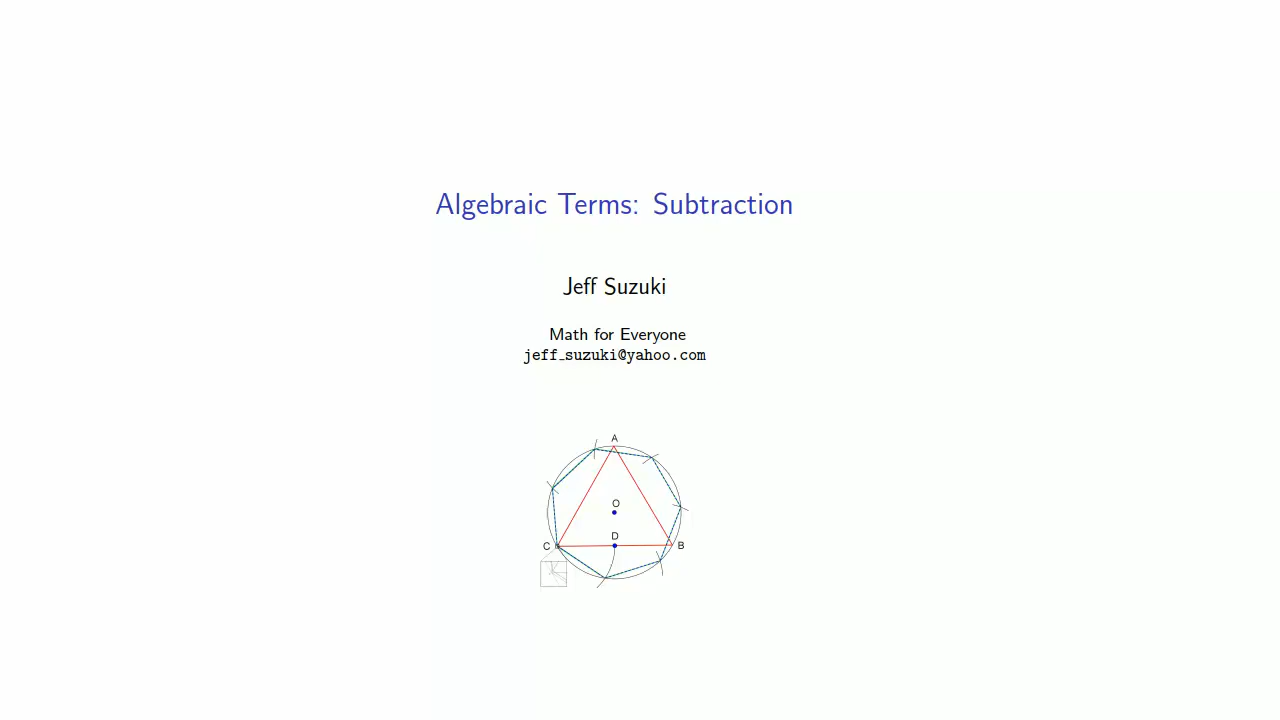 Algebraic Terms: Subtraction
Jeff Suzuki
Math for Everyone
jeff_suzuki@yahoo.com
A
O
D
C
B